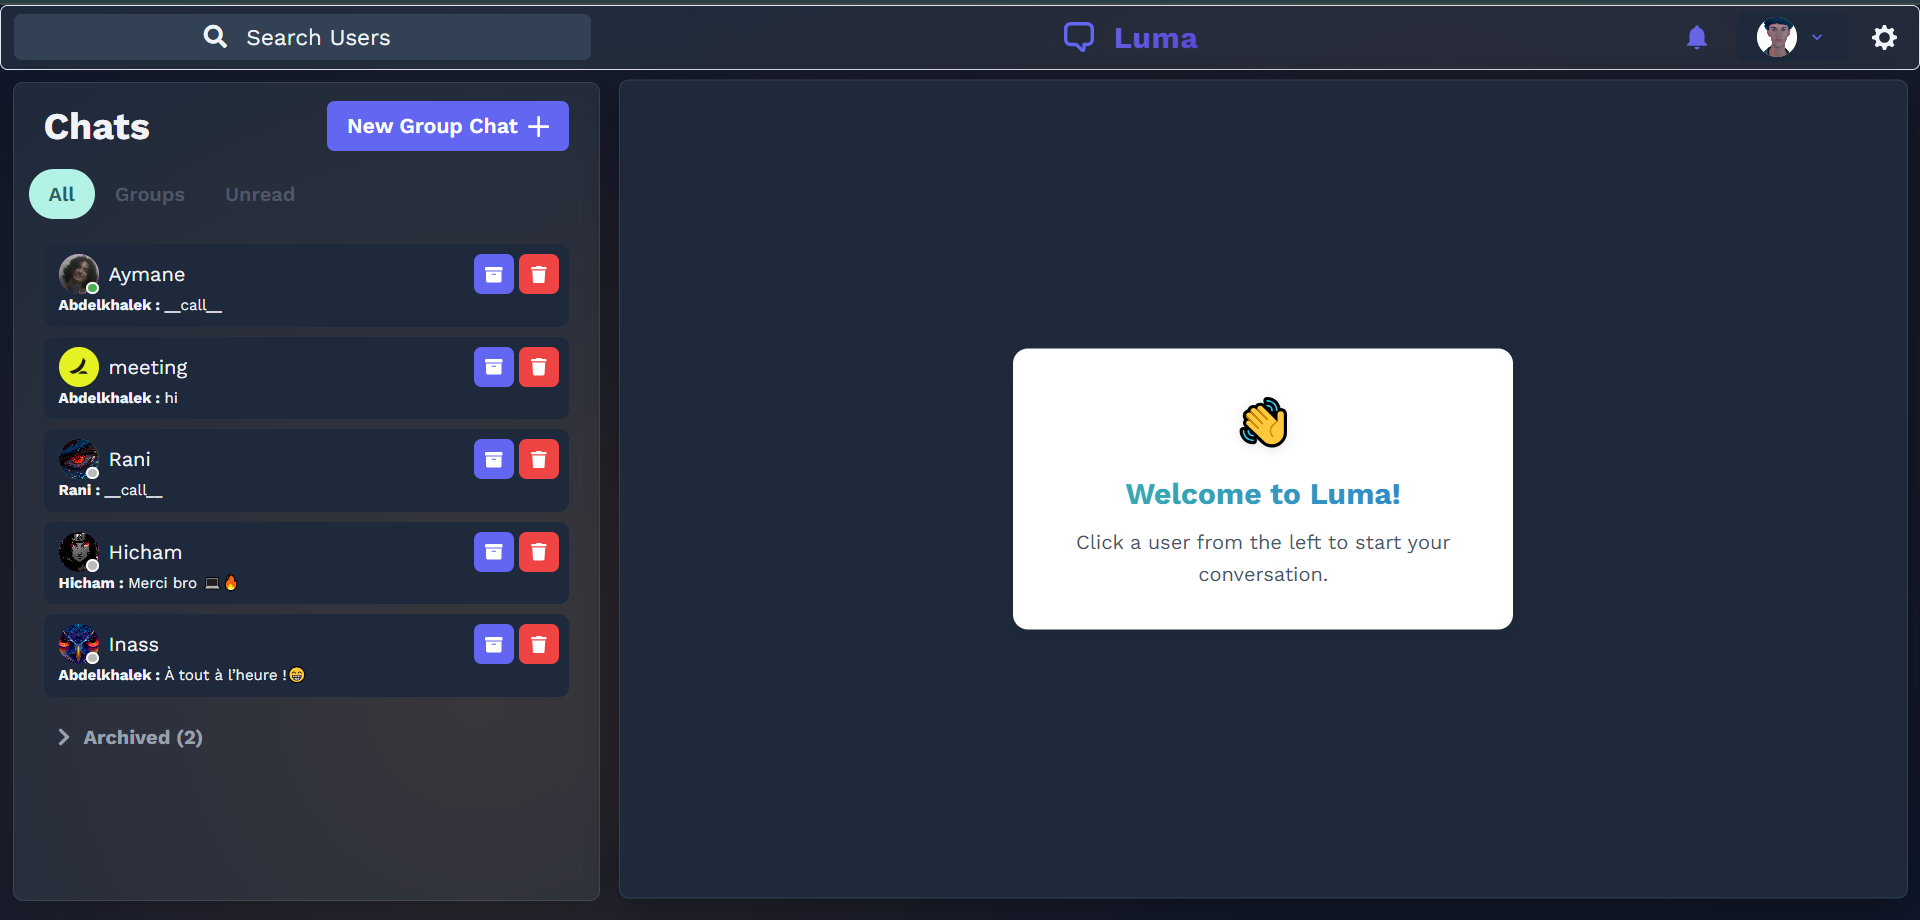 Search Users
Luma
Chats
New Group Chat
All
Groups
Unread
Aymane
Abdelkhalek : __call__
meeting
Abdelkhalek : hi
Rani
Rani : __call__
Hicham
Hicham : Merci bro 💻🔥
Inass
Abdelkhalek : À tout à l’heure !😁
Archived (2)
Welcome to Luma!
Click a user from the left to start your
conversation.